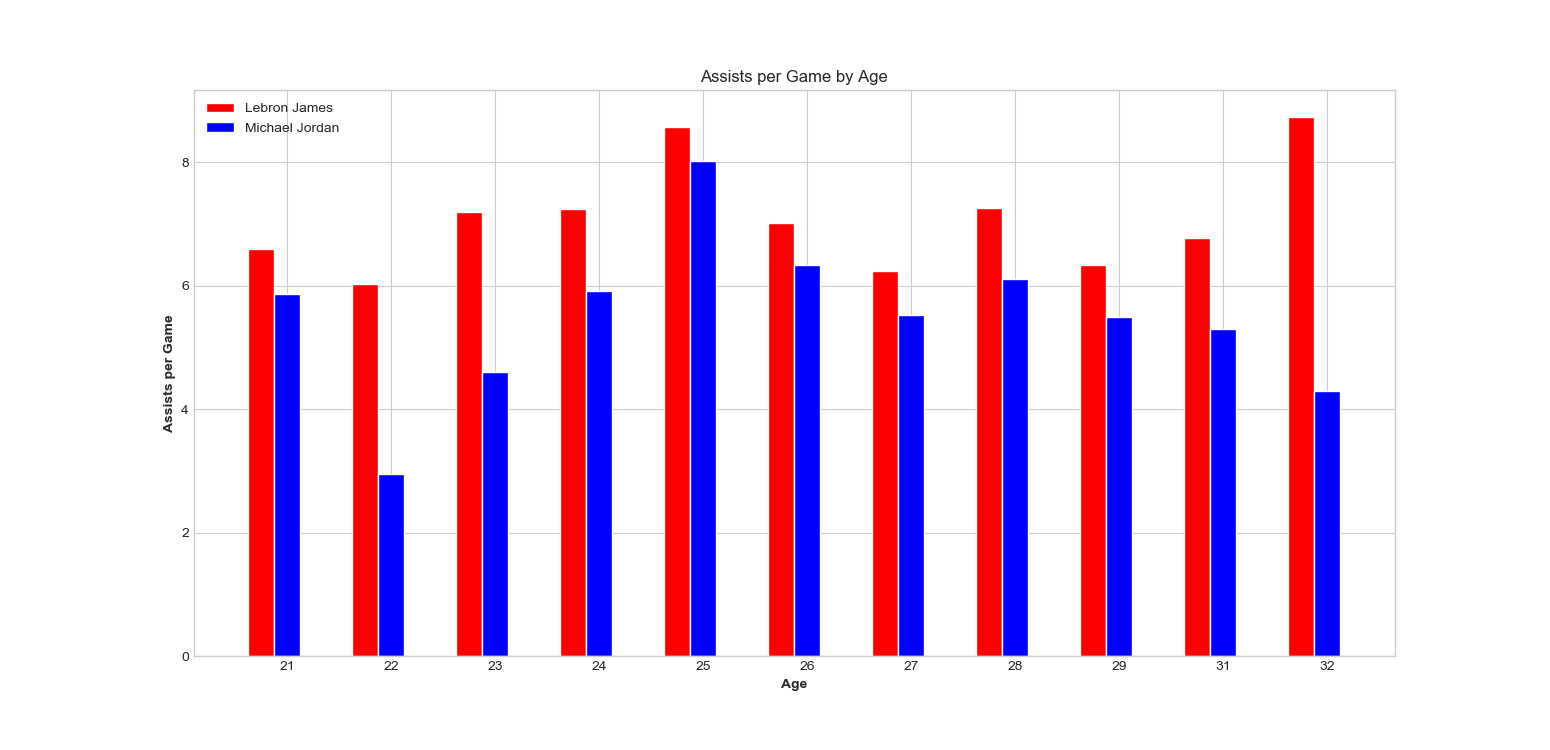 Assists per Game by Age
Lebron James
Michael Jordan
Assists per Game
8
6
4
2
0
21 22 23 24 25 26 27 28 29 31 32
Age